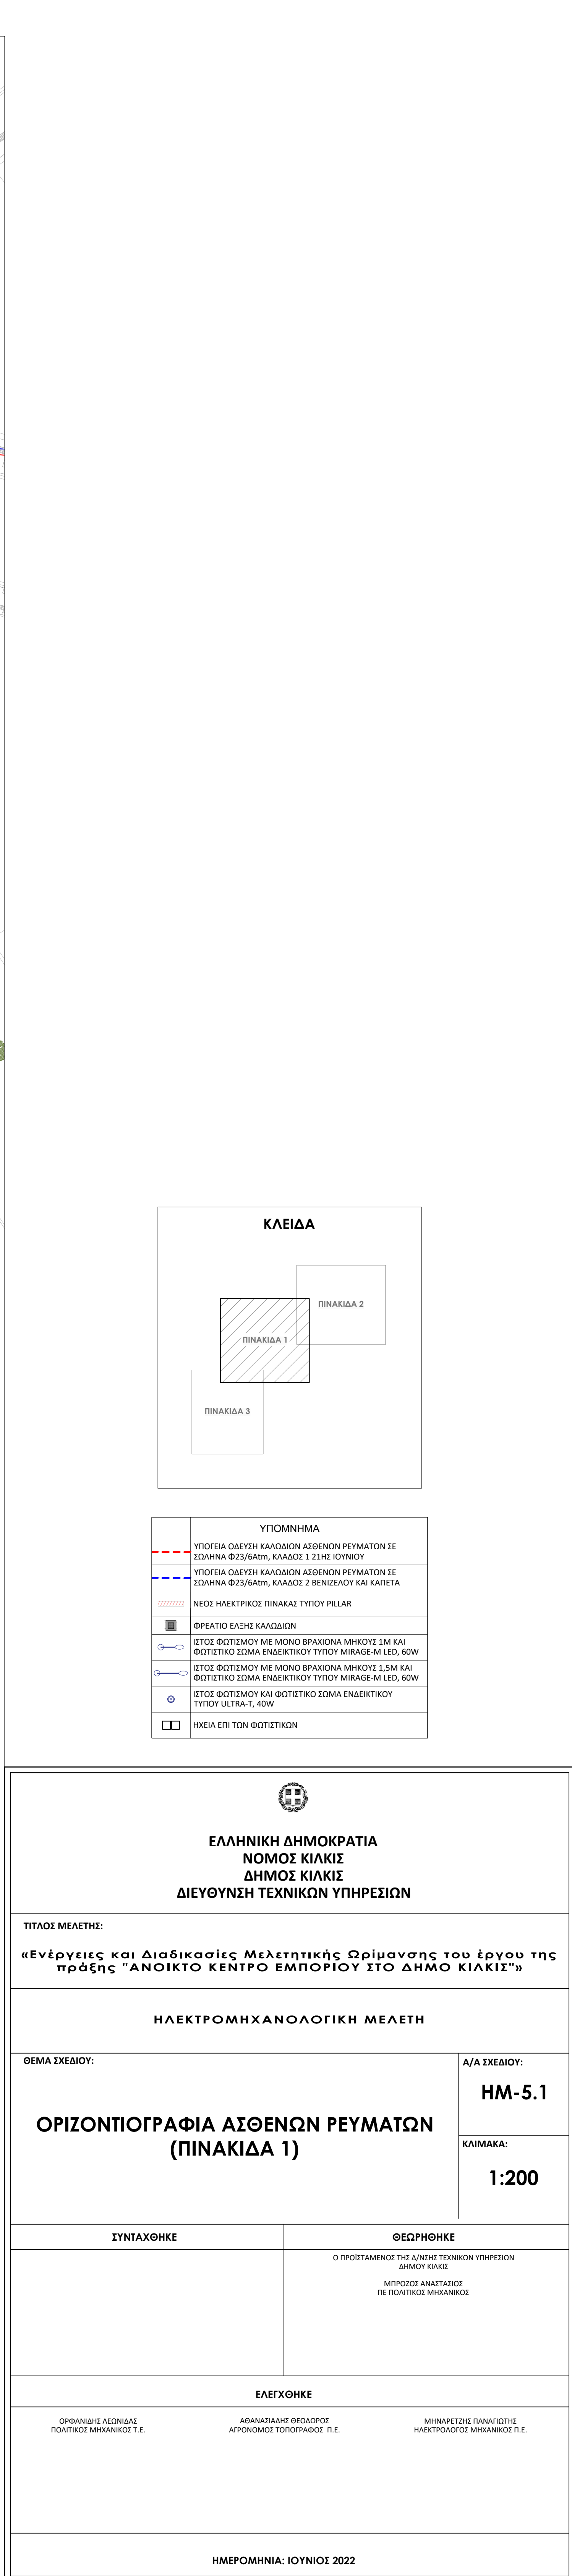 ΚΛΕΙΔΑ
ΠΙΝΑΚΙΔΑ 2
ΠΙΝΑΚΙΔΑ 1
ΠΙΝΑΚΙΔΑ 3
ΥΠΟΜΝΗΜΑ
ΥΠΟΓΕΙΑ ΟΔΕΥΣΗ ΚΑΛΩΔΙΩΝ ΑΣΘΕΝΩΝ ΡΕΥΜΑΤΩΝ ΣΕ
ΣΩΛΗΝΑ Φ23/6Atm, ΚΛΑΔΟΣ 1 21ΗΣ ΙΟΥΝΙΟΥ
ΥΠΟΓΕΙΑ ΟΔΕΥΣΗ ΚΑΛΩΔΙΩΝ ΑΣΘΕΝΩΝ ΡΕΥΜΑΤΩΝ ΣΕ
ΣΩΛΗΝΑ Φ23/6Atm, ΚΛΑΔΟΣ 2 ΒΕΝΙΖΕΛΟΥ ΚΑΙ ΚΑΠΕΤΑ
ΝΕΟΣ ΗΛΕΚΤΡΙΚΟΣ ΠΙΝΑΚΑΣ ΤΥΠΟΥ PILLAR
ΦΡΕΑΤΙΟ ΕΛΞΗΣ ΚΑΛΩΔΙΩΝ
ΙΣΤΟΣ ΦΩΤΙΣΜΟΥ ΜΕ ΜΟΝΟ ΒΡΑΧΙΟΝΑ ΜΗΚΟΥΣ 1Μ ΚΑΙ
ΦΩΤΙΣΤΙΚΟ ΣΩΜΑ ΕΝΔΕΙΚΤΙΚΟΥ ΤΥΠΟΥ MIRAGE-M LED, 60W
ΙΣΤΟΣ ΦΩΤΙΣΜΟΥ ΜΕ ΜΟΝΟ ΒΡΑΧΙΟΝΑ ΜΗΚΟΥΣ 1,5Μ ΚΑΙ
ΦΩΤΙΣΤΙΚΟ ΣΩΜΑ ΕΝΔΕΙΚΤΙΚΟΥ ΤΥΠΟΥ MIRAGE-M LED, 60W
ΙΣΤΟΣ ΦΩΤΙΣΜΟΥ ΚΑΙ ΦΩΤΙΣΤΙΚΟ ΣΩΜΑ ΕΝΔΕΙΚΤΙΚΟΥ
ΤΥΠΟΥ ULTRA-T, 40W
ΗΧΕΙΑ ΕΠΙ ΤΩΝ ΦΩΤΙΣΤΙΚΩΝ
ΕΛΛΗΝΙΚΗ ΔΗΜΟΚΡΑΤΙΑ
ΝΟΜΟΣ ΚΙΛΚΙΣ
ΔΗΜΟΣ ΚΙΛΚΙΣ
ΔΙΕΥΘΥΝΣΗ ΤΕΧΝΙΚΩΝ ΥΠΗΡΕΣΙΩΝ
ΤΙΤΛΟΣ ΜΕΛΕΤΗΣ:
«Ενέργειες και Διαδικασίες Μελετητικής Ωρίμανσης του έργου της
πράξης "ΑΝΟΙΚΤΟ ΚΕΝΤΡΟ ΕΜΠΟΡΙΟΥ ΣΤΟ ΔΗΜΟ ΚΙΛΚΙΣ"»
ΗΛΕΚΤΡΟΜΗΧΑΝΟΛΟΓΙΚΗ ΜΕΛΕΤΗ
ΘΕΜΑ ΣΧΕΔΙΟΥ:
Α/Α ΣΧΕΔΙΟΥ:
ΗΜ-5.1
ΟΡΙΖΟΝΤΙΟΓΡΑΦΙΑ ΑΣΘΕΝΩΝ ΡΕΥΜΑΤΩΝ
(ΠΙΝΑΚΙΔΑ 1)
ΚΛΙΜΑΚΑ:
1:200
ΣΥΝΤΑΧΘΗΚΕ
ΘΕΩΡΗΘΗΚΕ
Ο ΠΡΟΪΣΤΑΜΕΝΟΣ ΤΗΣ Δ/ΝΣΗΣ ΤΕΧΝΙΚΩΝ ΥΠΗΡΕΣΙΩΝ
ΔΗΜΟΥ ΚΙΛΚΙΣ
ΜΠΡΟΖΟΣ ΑΝΑΣΤΑΣΙΟΣ
ΠΕ ΠΟΛΙΤΙΚΟΣ ΜΗΧΑΝΙΚΟΣ
ΕΛΕΓΧΘΗΚΕ
ΟΡΦΑΝΙΔΗΣ ΛΕΩΝΙΔΑΣ
ΠΟΛΙΤΙΚΟΣ ΜΗΧΑΝΙΚΟΣ Τ.Ε.
ΑΘΑΝΑΣΙΑΔΗΣ ΘΕΟΔΩΡΟΣ
ΑΓΡΟΝΟΜΟΣ ΤΟΠΟΓΡΑΦΟΣ Π.Ε.
ΜΗΝΑΡΕΤΖΗΣ ΠΑΝΑΓΙΩΤΗΣ
ΗΛΕΚΤΡΟΛΟΓΟΣ ΜΗΧΑΝΙΚΟΣ Π.Ε.
ΗΜΕΡΟΜΗΝΙΑ: ΙΟΥΝΙΟΣ 2022